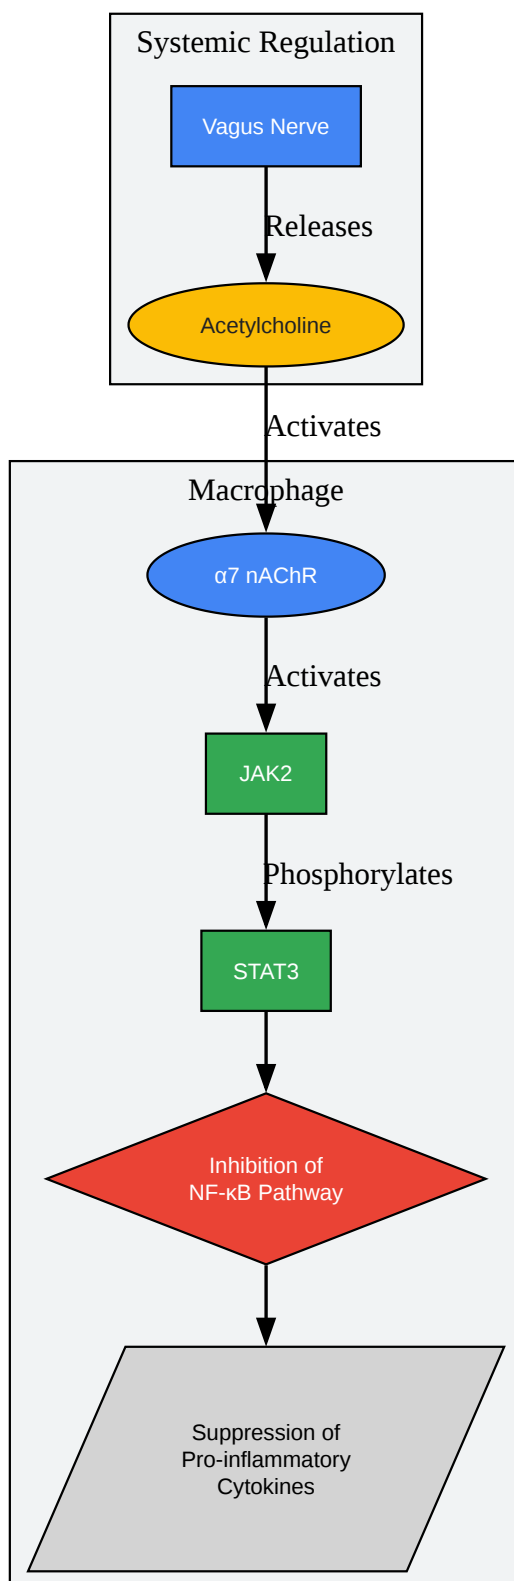 Systemic Regulation
Vagus Nerve
Releases
Acetylcholine
Activates
Macrophage
α7 nAChR
Activates
JAK2
Phosphorylates
STAT3
Inhibition of
NF-κB Pathway
Suppression of
Pro-inflammatory
Cytokines